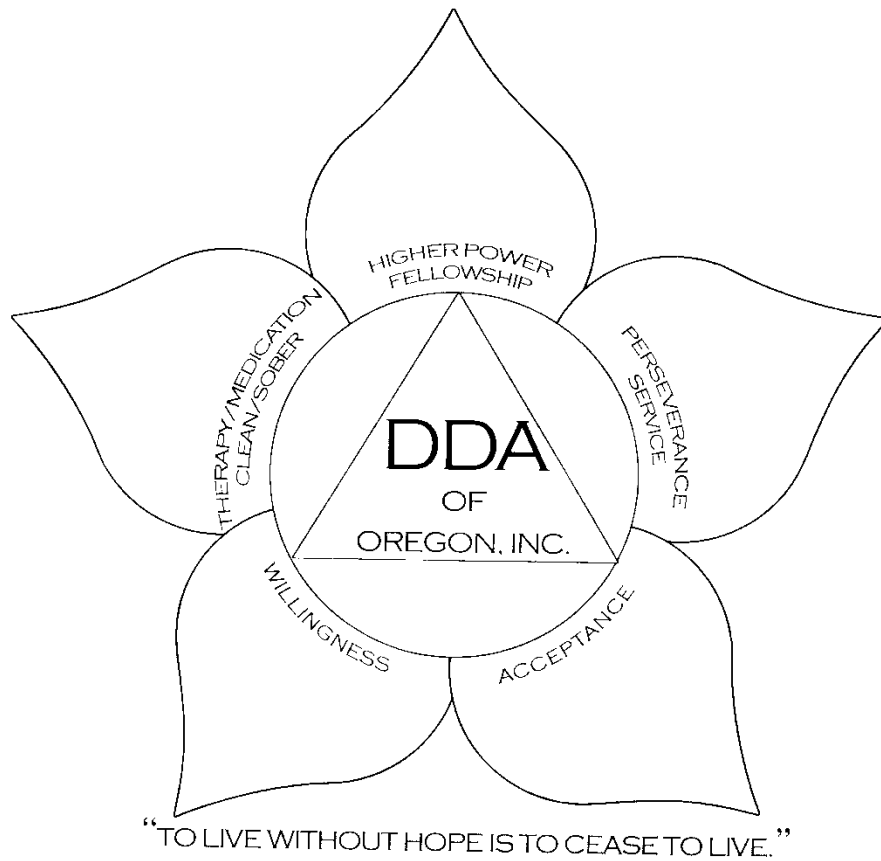 HIGHER POWER
FELLOWSHIP
THERAPY/MEDICATION
CLEAN/SOBER
PERSEVERANCE
SERVICE
DDA
OF
OREGON, INC.
WILLINGNESS
ACCEPTANCE
“TO LIVE WITHOUT HOPE IS TO CEASE TO LIVE.”